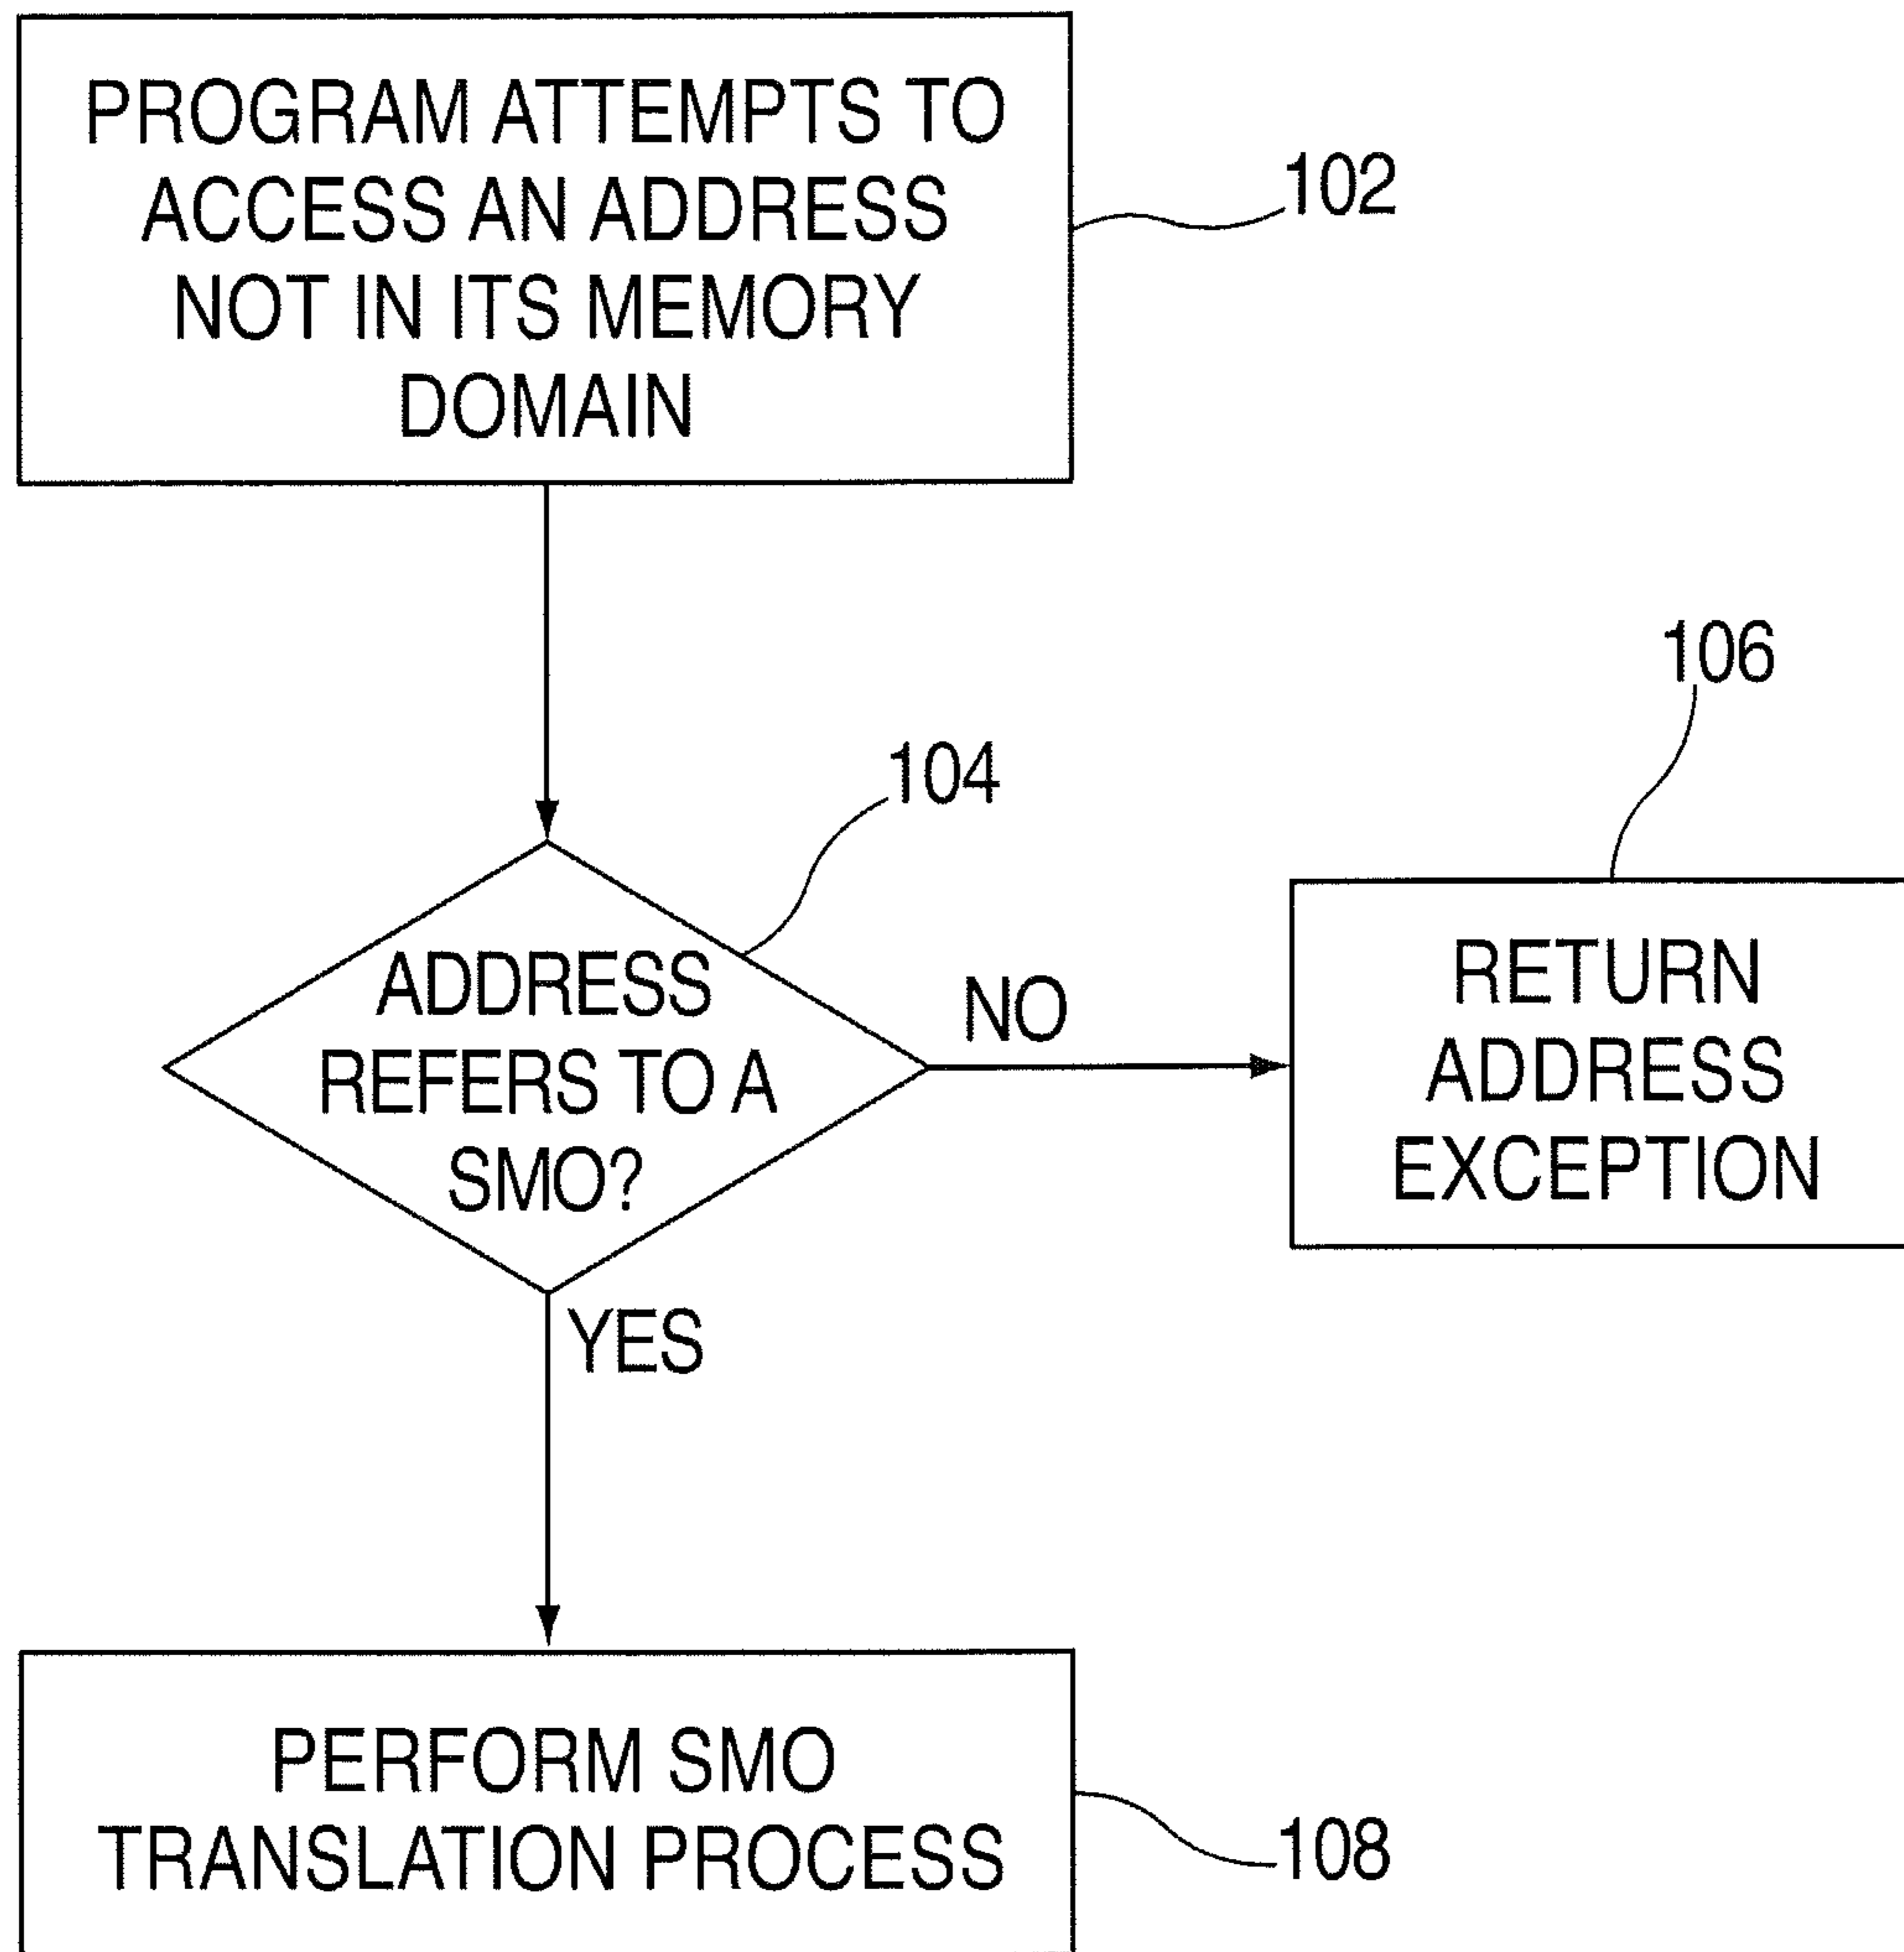 PROGRAM ATTEMPTS TO
ACCESS AN ADDRESS
NOT IN ITS MEMORY
DOMAIN
102
104
ADDRESS
REFERS TO A
SMO?
NO
106
RETURN
ADDRESS
EXCEPTION
YES
PERFORM SMO
TRANSLATION PROCESS
108